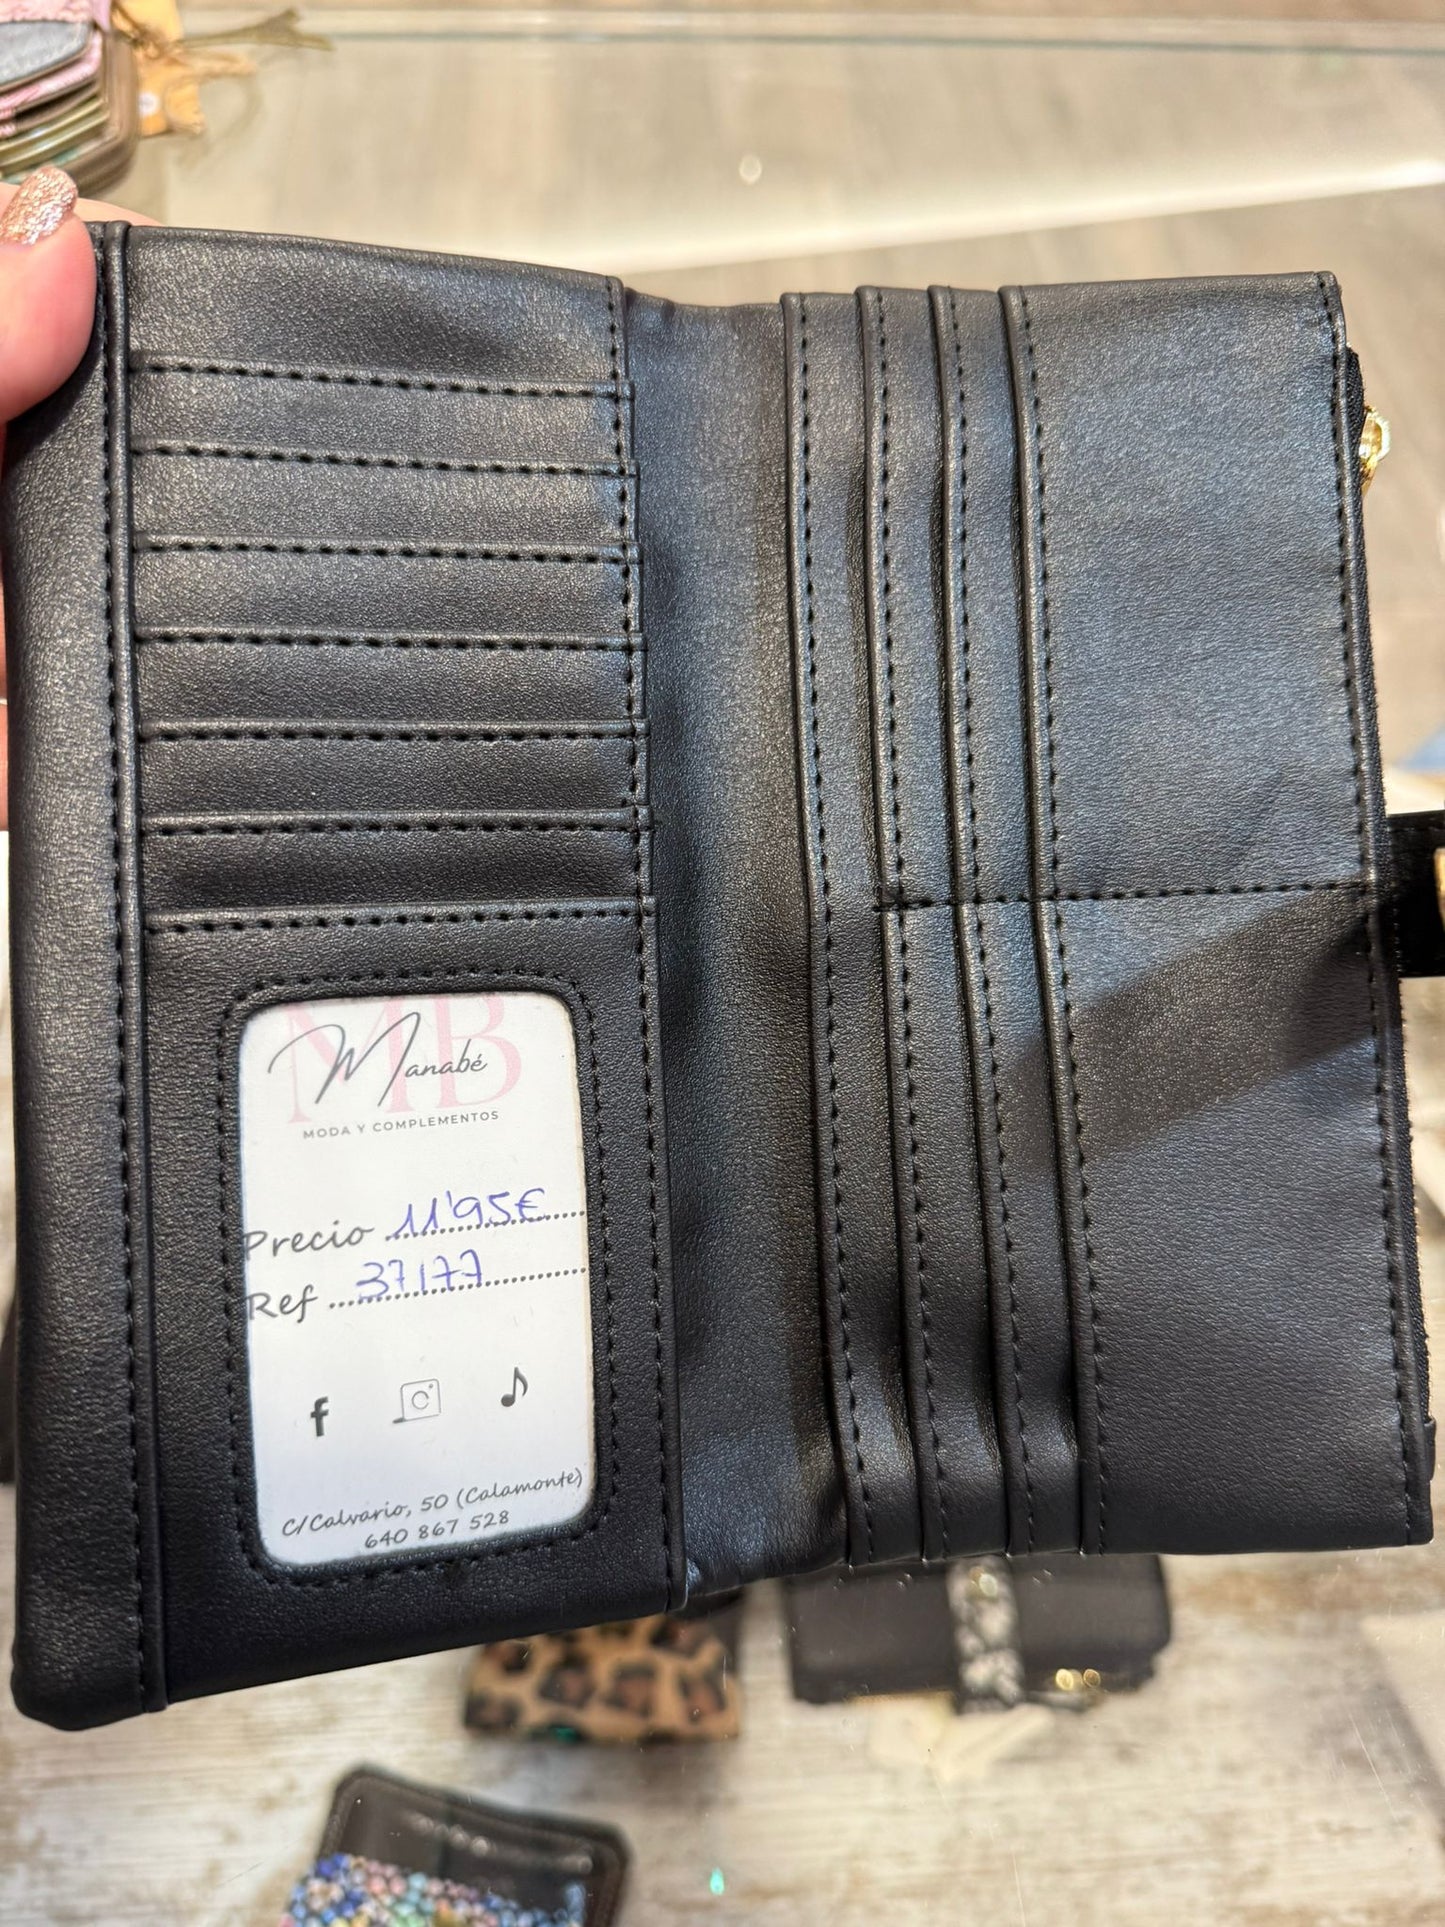 MB
Manabé
MODA Y COMPLEMENTOS
Precio 11'95€
Ref 37177
C/Calvario, 50 (Calamonte)
640 867 528